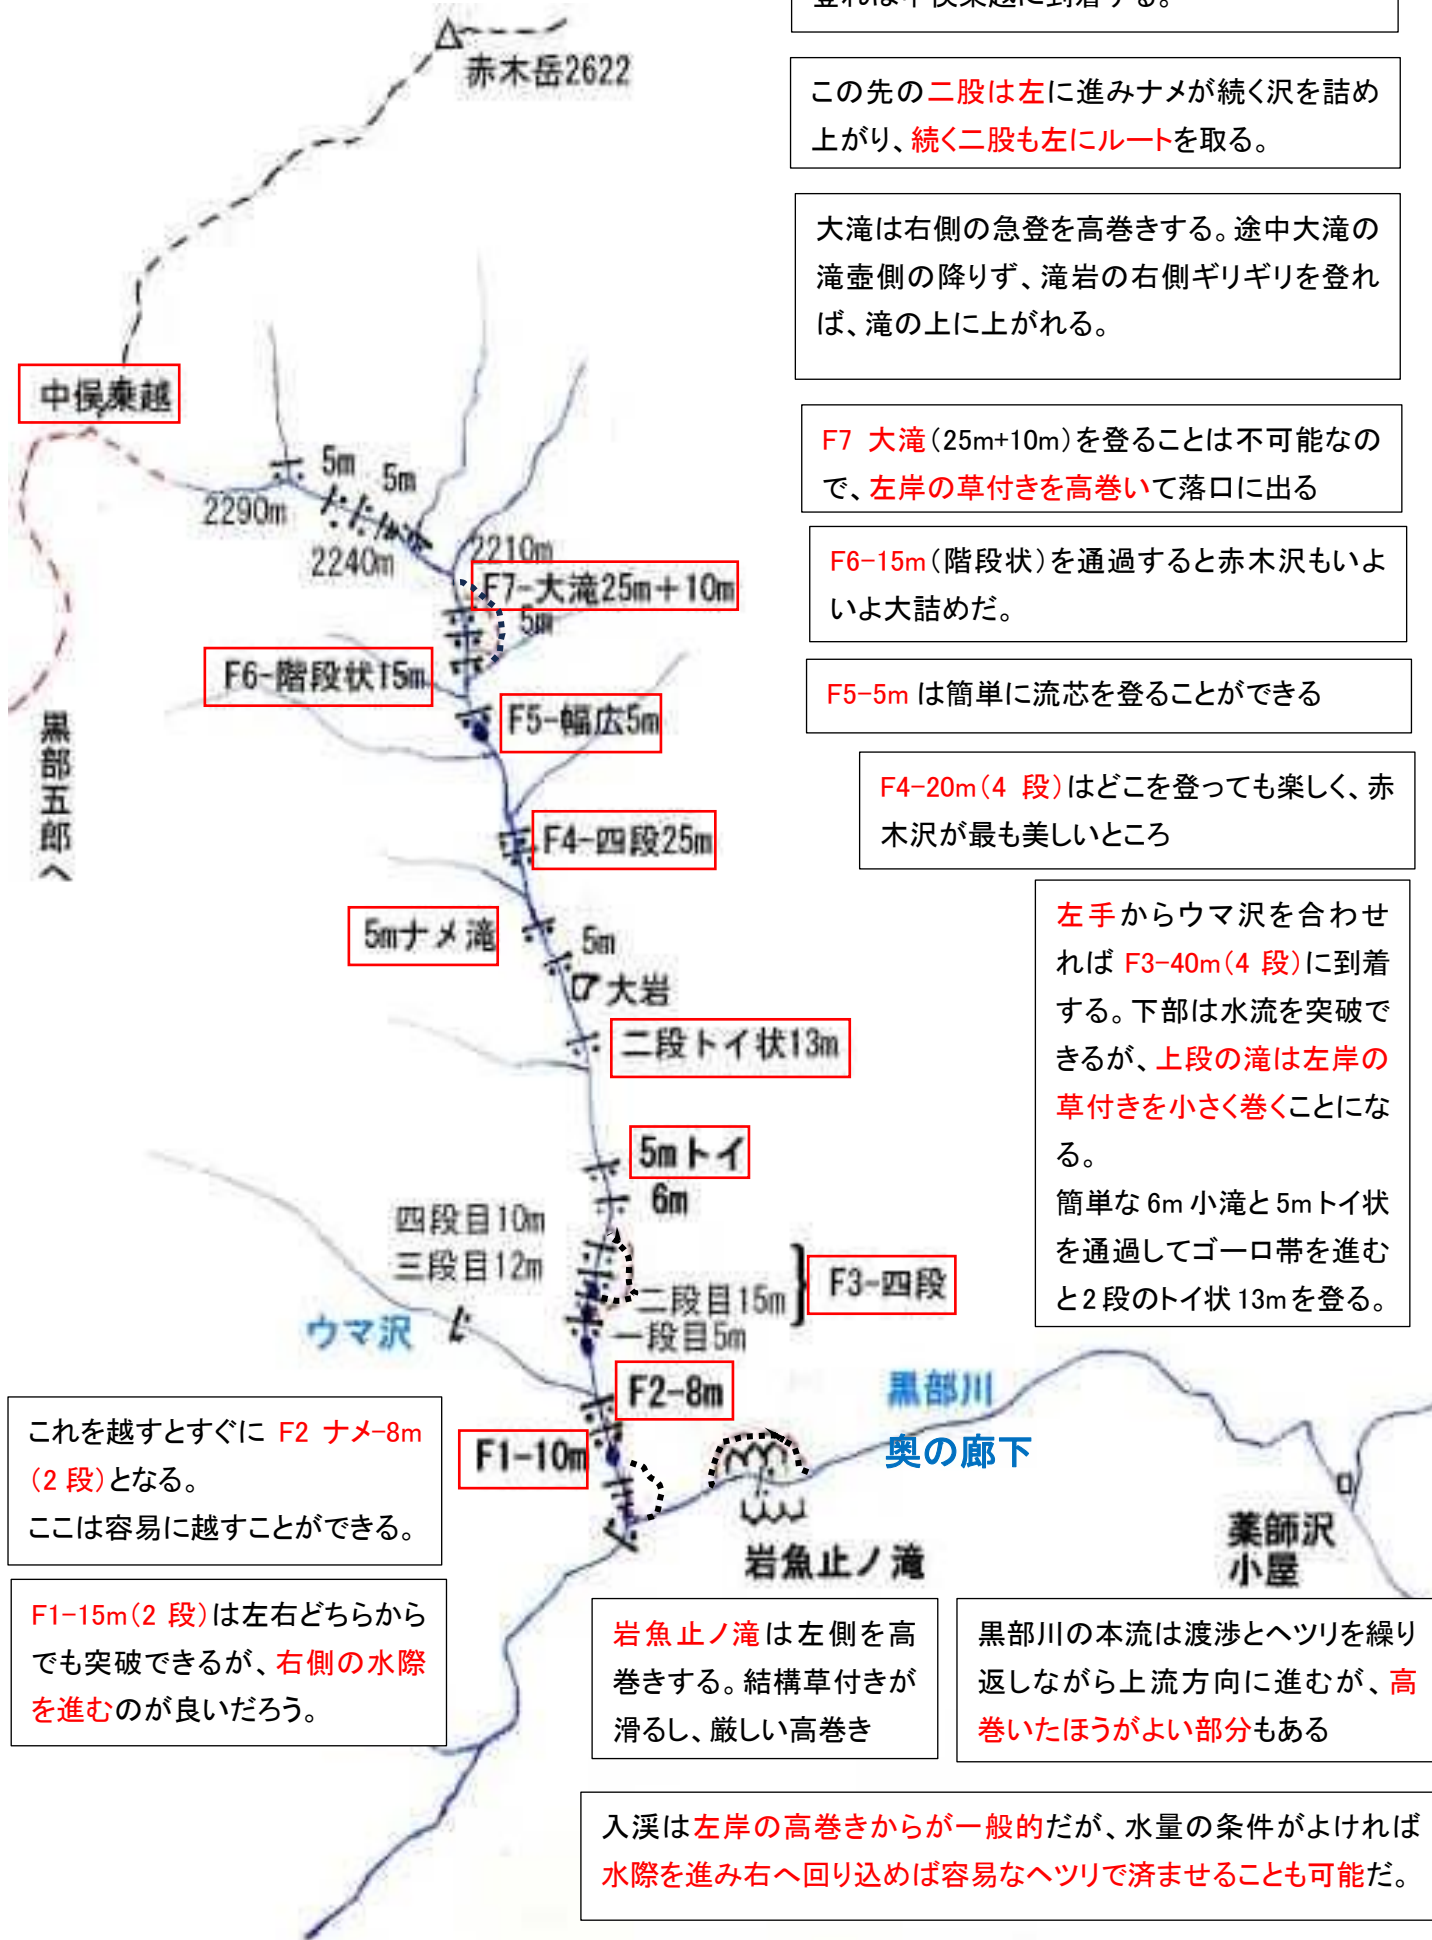 登れば中俣乗越に到着する。
赤木岳2622
この先の二股は左に進みナメが続く沢を詰め
上がり、続く二股も左にルートを取る。
大滝は右側の急登を高巻きする。途中大滝の
滝壺側の降りず、滝岩の右側ギリギリを登れ
ば、滝の上に上がれる。
中俣乗越
5m
5m
2290m
2240m
2210m
F7 大滝(25m+10m)を登ることは不可能なの
で、左岸の草付きを高巻いて落口に出る
F7-大滝25m+10m
5m
F6-15m(階段状)を通過すると赤木沢もいよ
いよ大詰めだ。
F6-階段状15m
F5-幅広5m
F5-5m は簡単に流芯を登ることができる
黒部五郎へ
F4-20m(4 段)はどこを登っても楽しく、赤
木沢が最も美しいところ
F4-四段25m
5mナメ滝
5m
大岩
二段トイ状13m
左手からウマ沢を合わせ
れば F3-40m(4 段)に到着
する。下部は水流を突破で
きるが、上段の滝は左岸の
草付きを小さく巻くことにな
る。
簡単な 6m 小滝と 5mトイ状
を通過してゴーロ帯を進む
と2 段のトイ状 13mを登る。
5mトイ
6m
四段目10m
三段目12m
二段目15m
一段目5m
F3-四段
ウマ沢
F2-8m
黒部川
奥の廊下
F1-10m
これを越すとすぐに F2 ナメ-8m
(2 段)となる。
ここは容易に越すことができる。
岩魚止ノ滝
薬師沢
小屋
F1-15m(2 段)は左右どちらから
でも突破できるが、右側の水際
を進むのが良いだろう。
岩魚止ノ滝は左側を高
巻きする。結構草付きが
滑るし、厳しい高巻き
黒部川の本流は渡渉とヘツリを繰り
返しながら上流方向に進むが、高
巻いたほうがよい部分もある
入渓は左岸の高巻きからが一般的だが、水量の条件がよければ
水際を進み右へ回り込めば容易なヘツリで済ませることも可能だ。